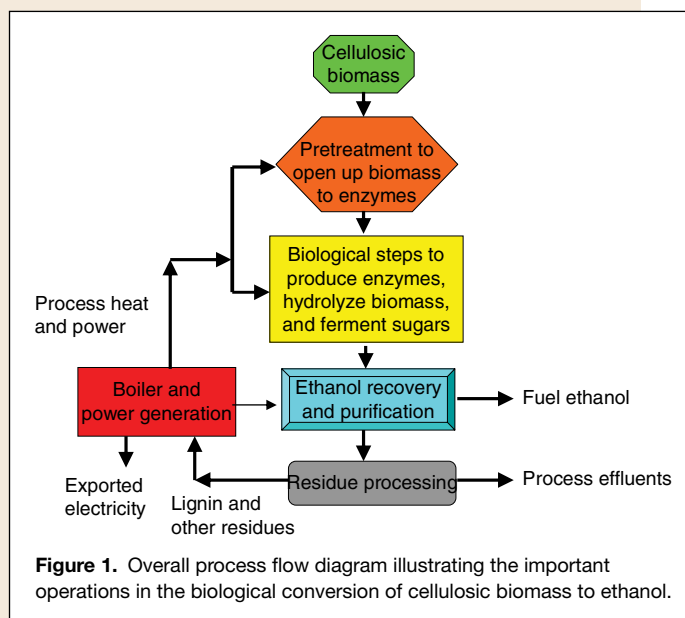 Cellulosic
biomass
Pretreatment to
open up biomass
to enzymes
Biological steps to
produce enzymes,
hydrolyze biomass,
and ferment sugars
Process heat
and power
Boiler and
power generation
Ethanol recovery
and purification
Fuel ethanol
Exported
electricity
Lignin and
other residues
Residue processing
Process effluents
Figure 1. Overall process flow diagram illustrating the important
operations in the biological conversion of cellulosic biomass to ethanol.